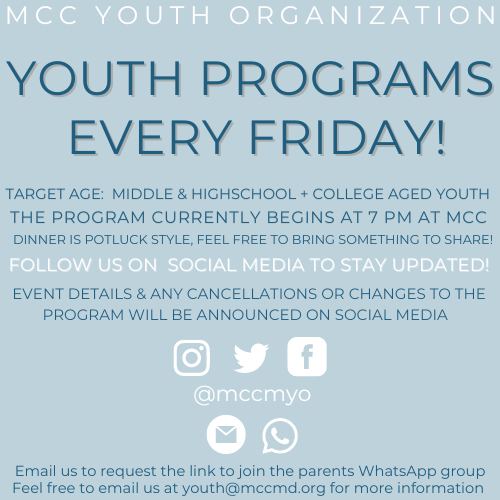 MCC YOUTH ORGANIZATION
YOUTH PROGRAMS
EVERY FRIDAY!
TARGET AGE: MIDDLE & HIGHSCHOOL + COLLEGE AGED YOUTH
THE PROGRAM CURRENTLY BEGINS AT 7 PM AT MCC
DINNER IS POTLUCK STYLE, FEEL FREE TO BRING SOMETHING TO SHARE!
FOLLOW US ON SOCIAL MEDIA TO STAY UPDATED!
EVENT DETAILS & ANY CANCELLATIONS OR CHANGES TO THE
PROGRAM WILL BE ANNOUNCED ON SOCIAL MEDIA
@mccmyo
Email us to request the link to join the parents WhatsApp group
Feel free to email us at youth@mccmd.org for more information